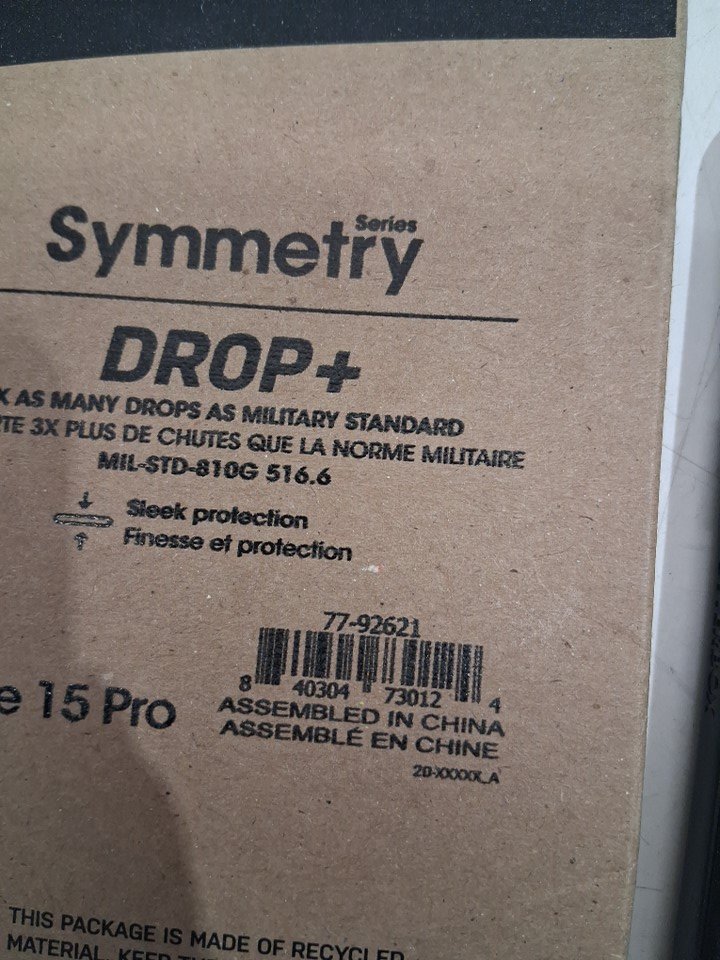 Symmetry Series
DROP+
X AS MANY DROPS AS MILITARY STANDARD
TE 3X PLUS DE CHUTES QUE LA NORME MILITAIRE
MIL-STD-810G 516.6
Sleek protection
Finesse et protection
77-92621
8 40304 73012 4
e 15 Pro
ASSEMBLED IN CHINA
ASSEMBLÉ EN CHINE
20-XXXXX_A
THIS PACKAGE IS MADE OF RECYCLED
MATERIAL. KEEP